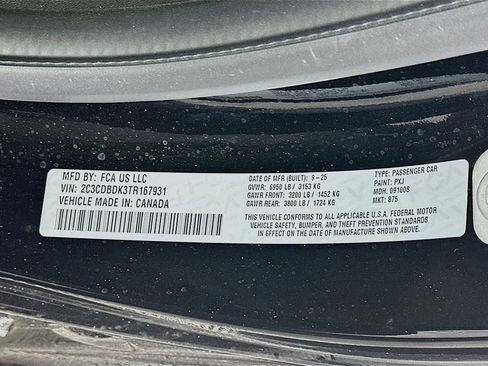 MFD BY: FCA US LLC
VIN: 2C3CDBDK3TR167931
VEHICLE MADE IN: CANADA
DATE OF MFR (BUILT): 9-25
GVWR: 6950 LB / 3153 KG
GAWR FRONT: 3200 LB / 1452 KG
GAWR REAR: 3800 LB / 1724 KG
THIS VEHICLE CONFORMS TO ALL APPLICABLE U.S.A. FEDERAL MOTOR
VEHICLE SAFETY, BUMPER, AND THEFT PREVENTION STANDARDS
IN EFFECT ON THE DATE OF MANUFACTURE SHOWN ABOVE.
TYPE: PASSENGER CAR
PAINT: PXJ
MDH: 091008
MKT: 875